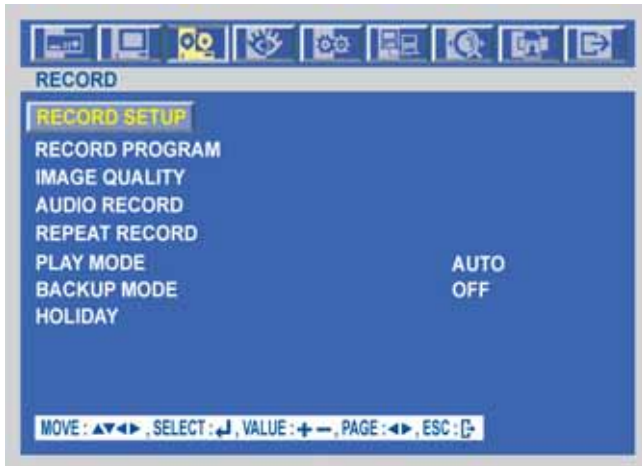 RECORD
RECORD SETUP
RECORD PROGRAM
IMAGE QUALITY
AUDIO RECORD
REPEAT RECORD
PLAY MODE AUTO
BACKUP MODE OFF
HOLIDAY
MOVE : ▲▼◀▶ , SELECT : ↲ , VALUE : + − , PAGE : ◀▶ , ESC :